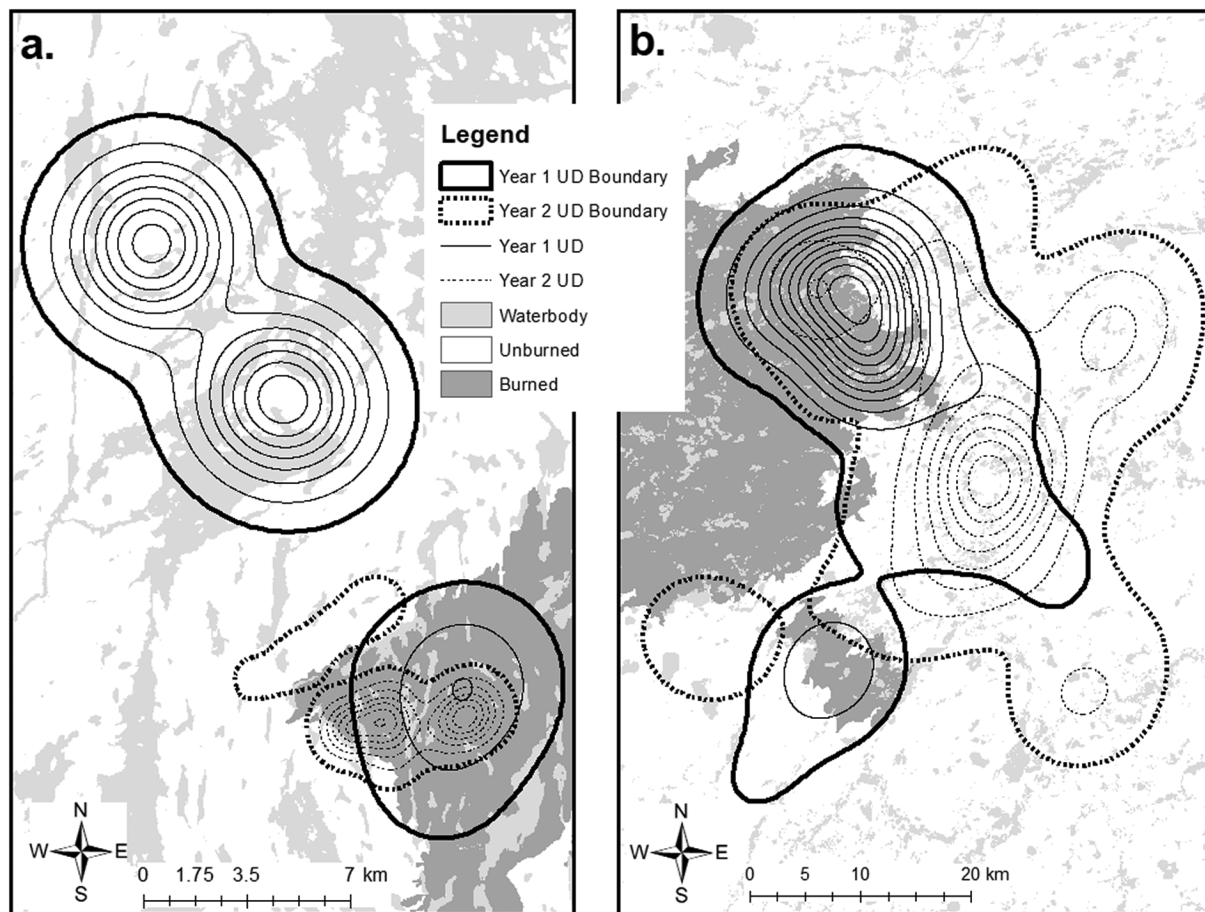 a.
b.
Legend
Year 1 UD Boundary
Year 2 UD Boundary
Year 1 UD
Year 2 UD
Waterbody
Unburned
Burned
N
W E
S
0 1.75 3.5 7 km
N
W E
S
0 5 10 20 km